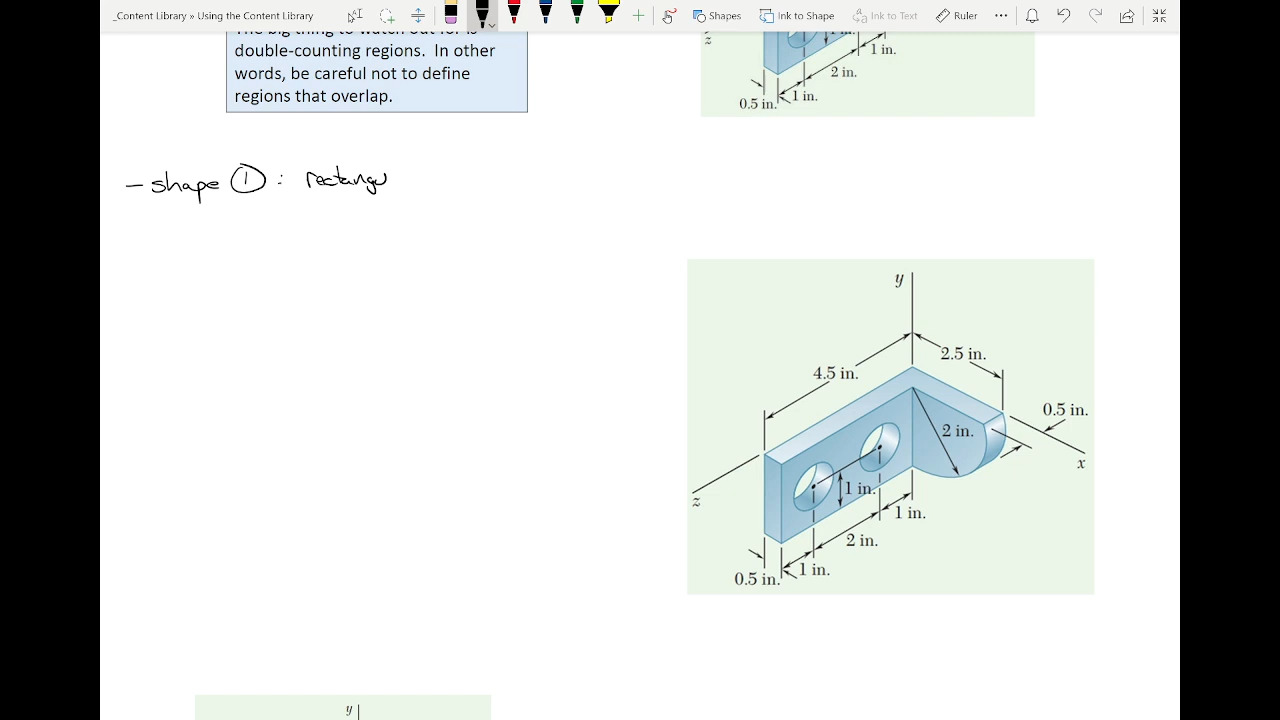 _Content Library » Using the Content Library Shapes Ink to Shape Ink to Text Ruler
double-counting regions. In other
words, be careful not to define
regions that overlap.
z
1 in.
2 in.
1 in.
0.5 in.
– shape ① : rectangu
y
2.5 in.
4.5 in.
0.5 in.
2 in.
x
1 in.
z
1 in.
2 in.
1 in.
0.5 in.
y